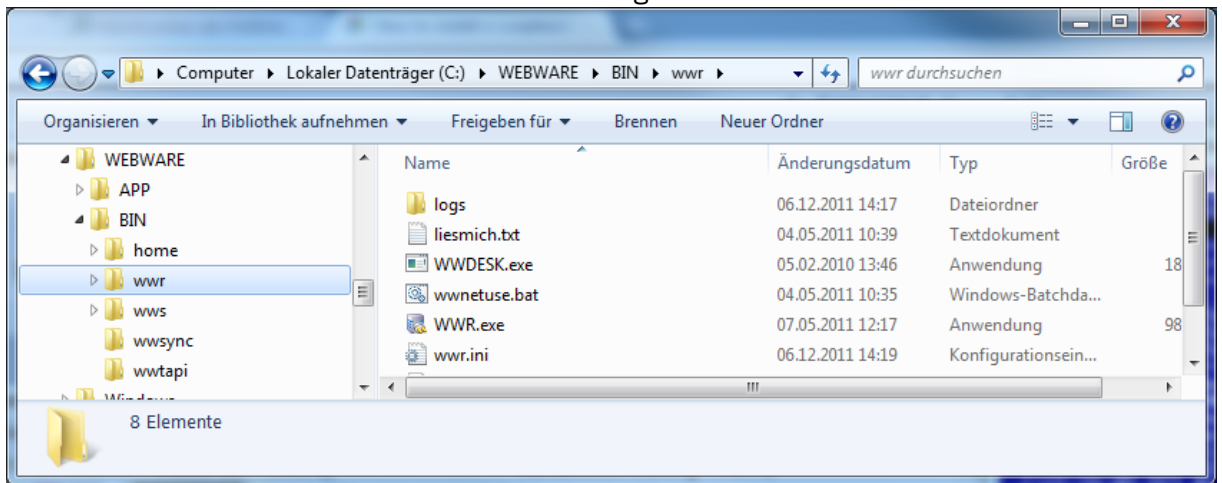 Computer ▸ Lokaler Datenträger (C:) ▸ WEBWARE ▸ BIN ▸ wwr ▸ wwr durchsuchen
Organisieren In Bibliothek aufnehmen Freigeben für Brennen Neuer Ordner
WEBWARE
APP
BIN
home
wwr
wws
wwsync
wwtapi
Windows
Name Änderungsdatum Typ Größe
logs 06.12.2011 14:17 Dateiordner
liesmich.txt 04.05.2011 10:39 Textdokument
WWDESK.exe 05.02.2010 13:46 Anwendung 18
wwnetuse.bat 04.05.2011 10:35 Windows-Batchda...
WWR.exe 07.05.2011 12:17 Anwendung 98
wwr.ini 06.12.2011 14:19 Konfigurationsein...
8 Elemente